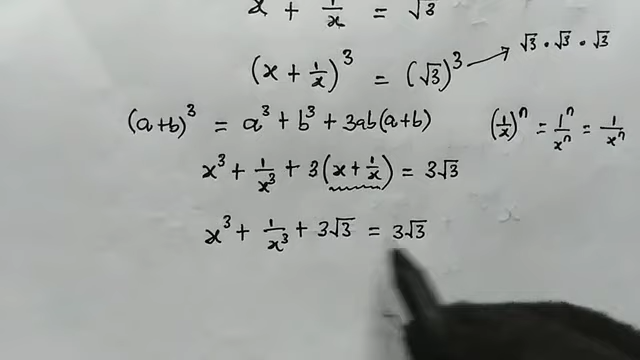 x + 1/x = √3
(x + 1/x)³ = (√3)³ → √3 · √3 · √3
(a+b)³ = a³ + b³ + 3ab(a+b) (1/x)ⁿ = 1ⁿ/xⁿ = 1/xⁿ
x³ + 1/x³ + 3(x + 1/x) = 3√3
x³ + 1/x³ + 3√3 = 3√3